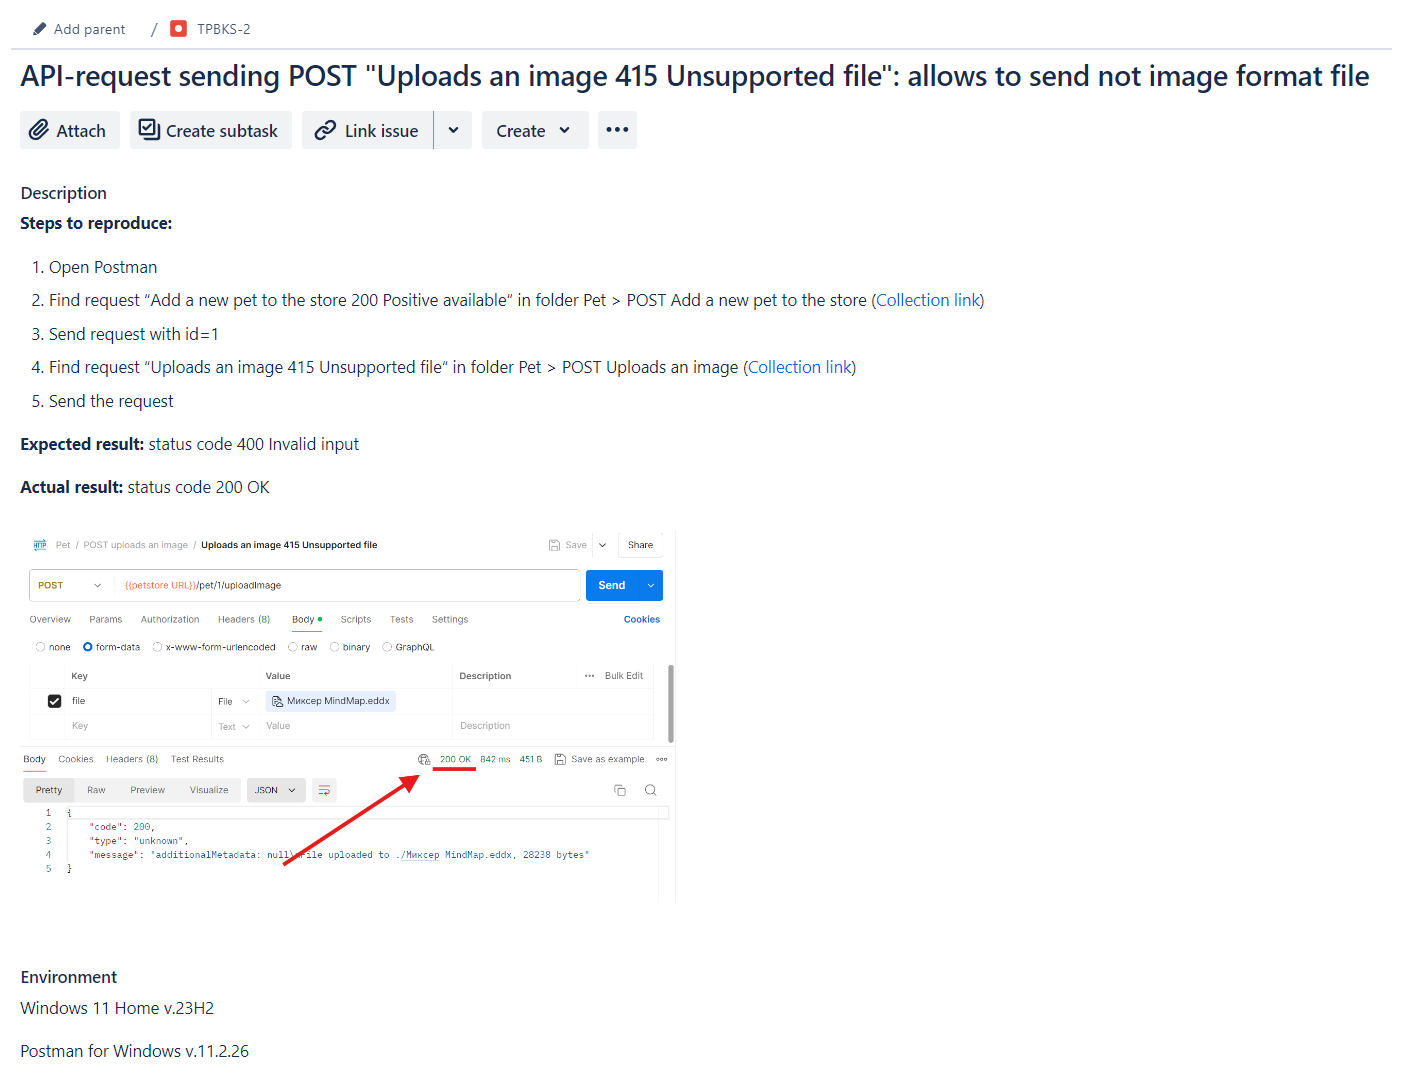 Add parent / TPBKS-2
API-request sending POST "Uploads an image 415 Unsupported file": allows to send not image format file
Attach Create subtask Link issue Create •••
Description
Steps to reproduce:
1. Open Postman
2. Find request “Add a new pet to the store 200 Positive available“ in folder Pet > POST Add a new pet to the store (Collection link)
3. Send request with id=1
4. Find request “Uploads an image 415 Unsupported file“ in folder Pet > POST Uploads an image (Collection link)
5. Send the request
Expected result: status code 400 Invalid input
Actual result: status code 200 OK
HTTP Pet / POST uploads an image / Uploads an image 415 Unsupported file Save Share
POST {{petstore URL}}/pet/1/uploadImage Send
Overview Params Authorization Headers (8) Body Scripts Tests Settings Cookies
none form-data x-www-form-urlencoded raw binary GraphQL
Key Value Description ••• Bulk Edit
file File Миксер MindMap.eddx
Key Text Value Description
Body Cookies Headers (8) Test Results 200 OK 842 ms 451 B Save as example
Pretty Raw Preview Visualize JSON
1 {
2 "code": 200,
3 "type": "unknown",
4 "message": "additionalMetadata: null\ File uploaded to ./Миксер MindMap.eddx, 28238 bytes"
5 }
Environment
Windows 11 Home v.23H2
Postman for Windows v.11.2.26